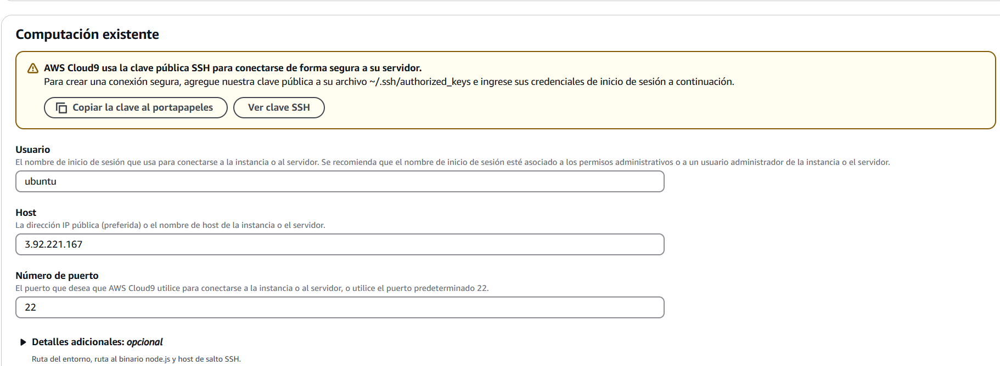 Computación existente
AWS Cloud9 usa la clave pública SSH para conectarse de forma segura a su servidor.
Para crear una conexión segura, agregue nuestra clave pública a su archivo ~/.ssh/authorized_keys e ingrese sus credenciales de inicio de sesión a continuación.
Copiar la clave al portapapeles Ver clave SSH
Usuario
El nombre de inicio de sesión que usa para conectarse a la instancia o al servidor. Se recomienda que el nombre de inicio de sesión esté asociado a los permisos administrativos o a un usuario administrador de la instancia o el servidor.
ubuntu
Host
La dirección IP pública (preferida) o el nombre de host de la instancia o el servidor.
3.92.221.167
Número de puerto
El puerto que desea que AWS Cloud9 utilice para conectarse a la instancia o al servidor, o utilice el puerto predeterminado 22.
22
Detalles adicionales: opcional
Ruta del entorno, ruta al binario node.js y host de salto SSH.